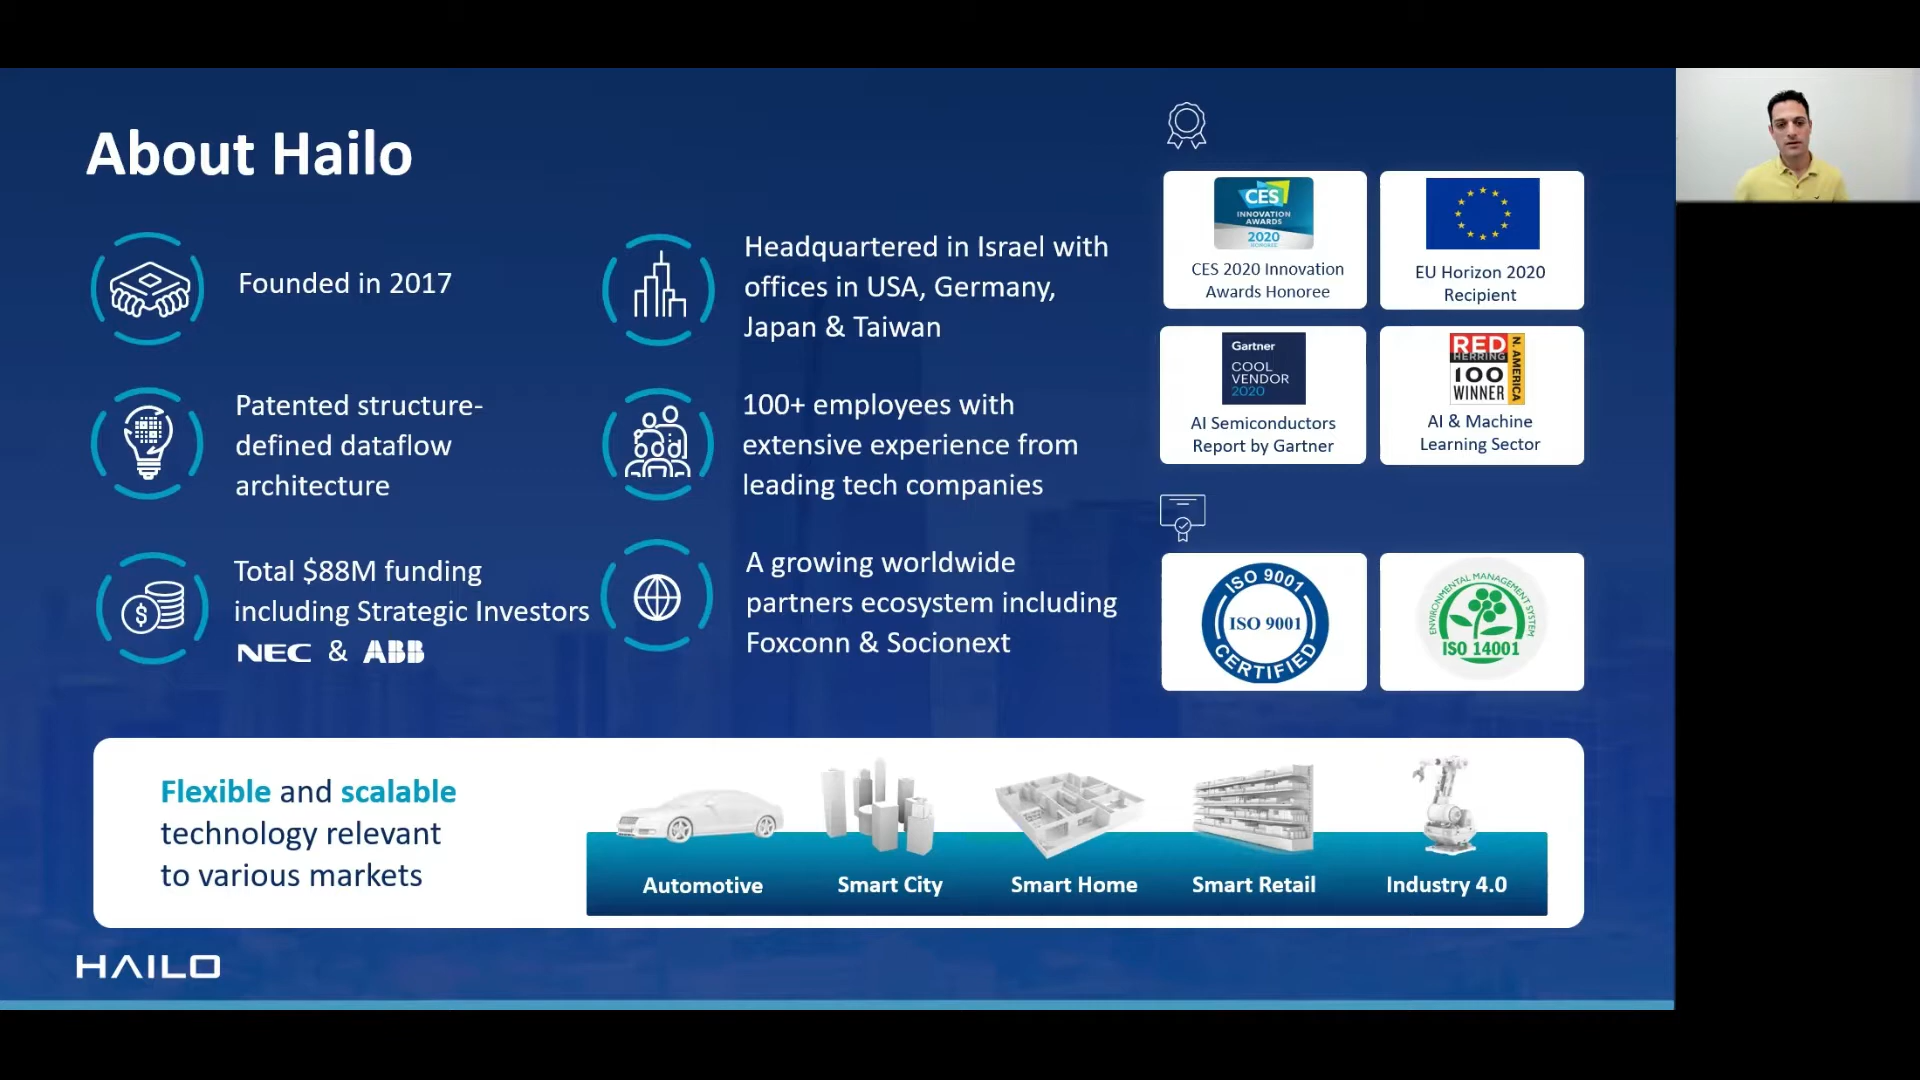 About Hailo
Founded in 2017
Patented structure-
defined dataflow
architecture
Total $88M funding
including Strategic Investors
NEC & ABB
Headquartered in Israel with
offices in USA, Germany,
Japan & Taiwan
100+ employees with
extensive experience from
leading tech companies
A growing worldwide
partners ecosystem including
Foxconn & Socionext
CES
INNOVATION
AWARDS
2020
HONOREE
CES 2020 Innovation
Awards Honoree
EU Horizon 2020
Recipient
Gartner
COOL
VENDOR
2020
AI Semiconductors
Report by Gartner
RED
HERRING
100
WINNER
N. AMERICA
AI & Machine
Learning Sector
ISO 9001
ISO 9001
CERTIFIED
ENVIRONMENTAL MANAGEMENT SYSTEM
ISO 14001
Flexible and scalable
technology relevant
to various markets
Automotive
Smart City
Smart Home
Smart Retail
Industry 4.0
HAILO